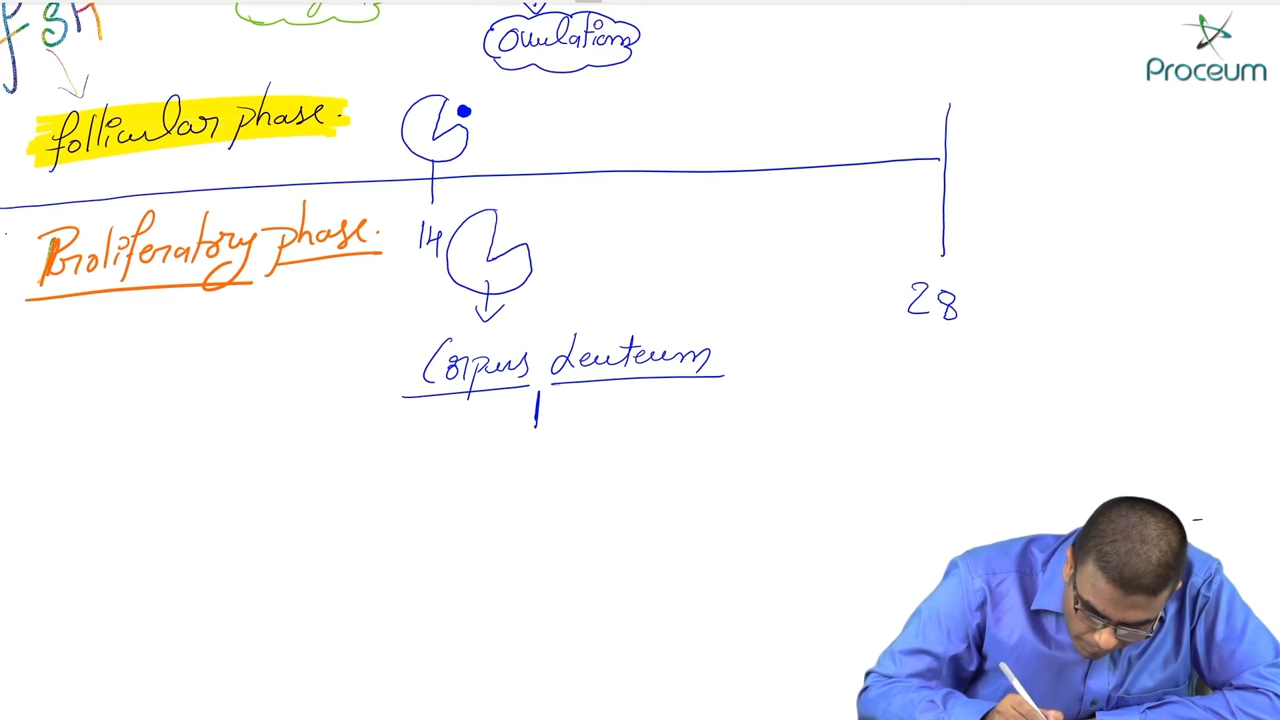 FSH
Ovulation
Proceum
follicular phase.
Proliferatory phase.
14
28
Corpus Leuteum